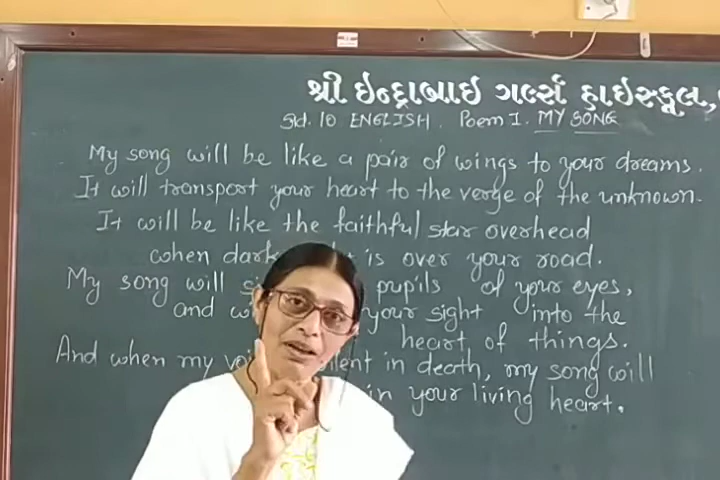 શ્રી ઇન્દ્રાબાઇ ગર્લ્સ હાઇસ્કૂલ,
Std. 10 ENGLISH. Poem 1. MY SONG
My song will be like a pair of wings to your dreams.
It will transport your heart to the verge of the unknown.
It will be like the faithful star overhead
when dark is over your road.
My song will pupils of your eyes,
and your sight into the
heart of things.
And when my in death, my song will
in your living heart.